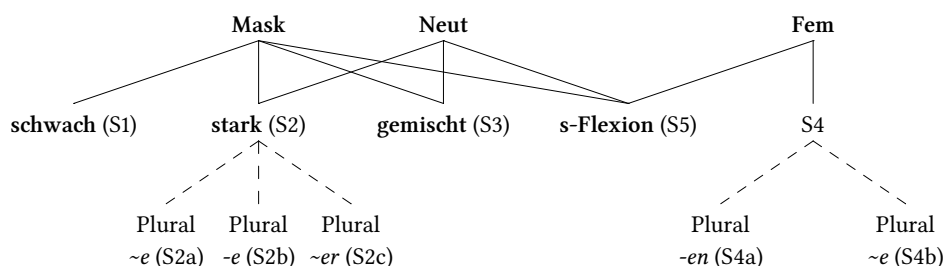 Mask Neut Fem
schwach (S1) stark (S2) gemischt (S3) s-Flexion (S5) S4
Plural Plural Plural Plural Plural
~e (S2a) -e (S2b) ~er (S2c) -en (S4a) ~e (S4b)